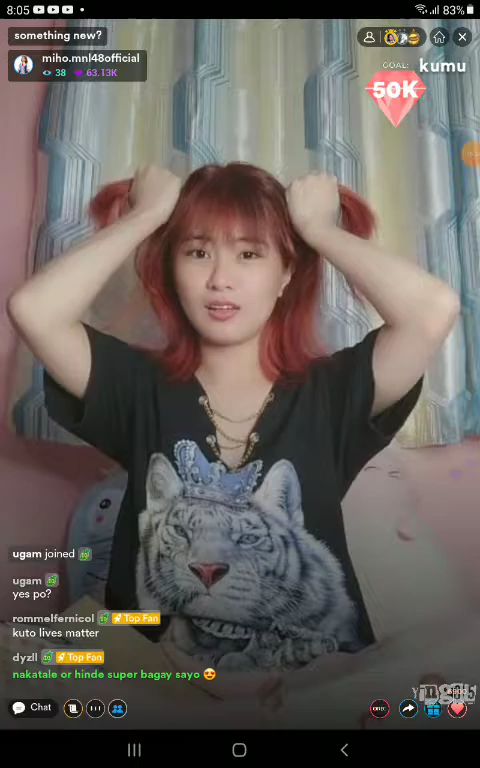 8:05
83%
something new?
miho.mnl48official
38 63.13K
GOAL: kumu
50K
ugam joined
ugam
yes po?
rommelfernicol Top Fan
kuto lives matter
dyzll Top Fan
nakatale or hinde super bagay sayo 😍
Chat